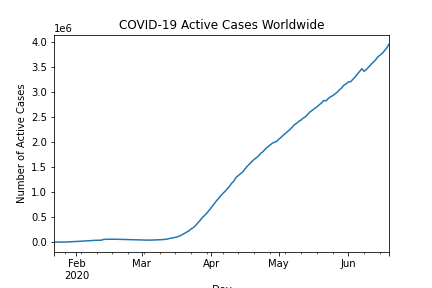 COVID-19 Active Cases Worldwide
1e6
4.0
3.5
3.0
2.5
2.0
1.5
1.0
0.5
0.0
Number of Active Cases
Feb Mar Apr May Jun
2020